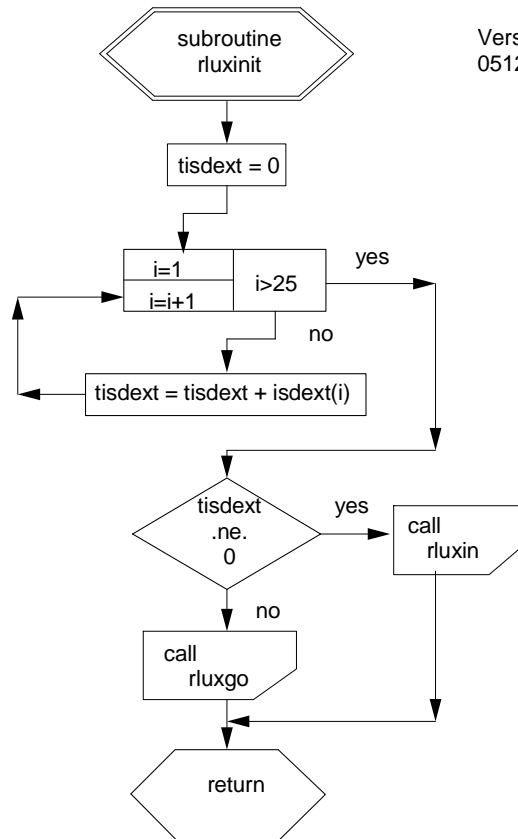 subroutine
rluxinit
Vers
0512
tisdext = 0
i=1
i=i+1
i>25
yes
no
tisdext = tisdext + isdext(i)
tisdext
.ne.
0
yes
call
rluxin
no
call
rluxgo
return